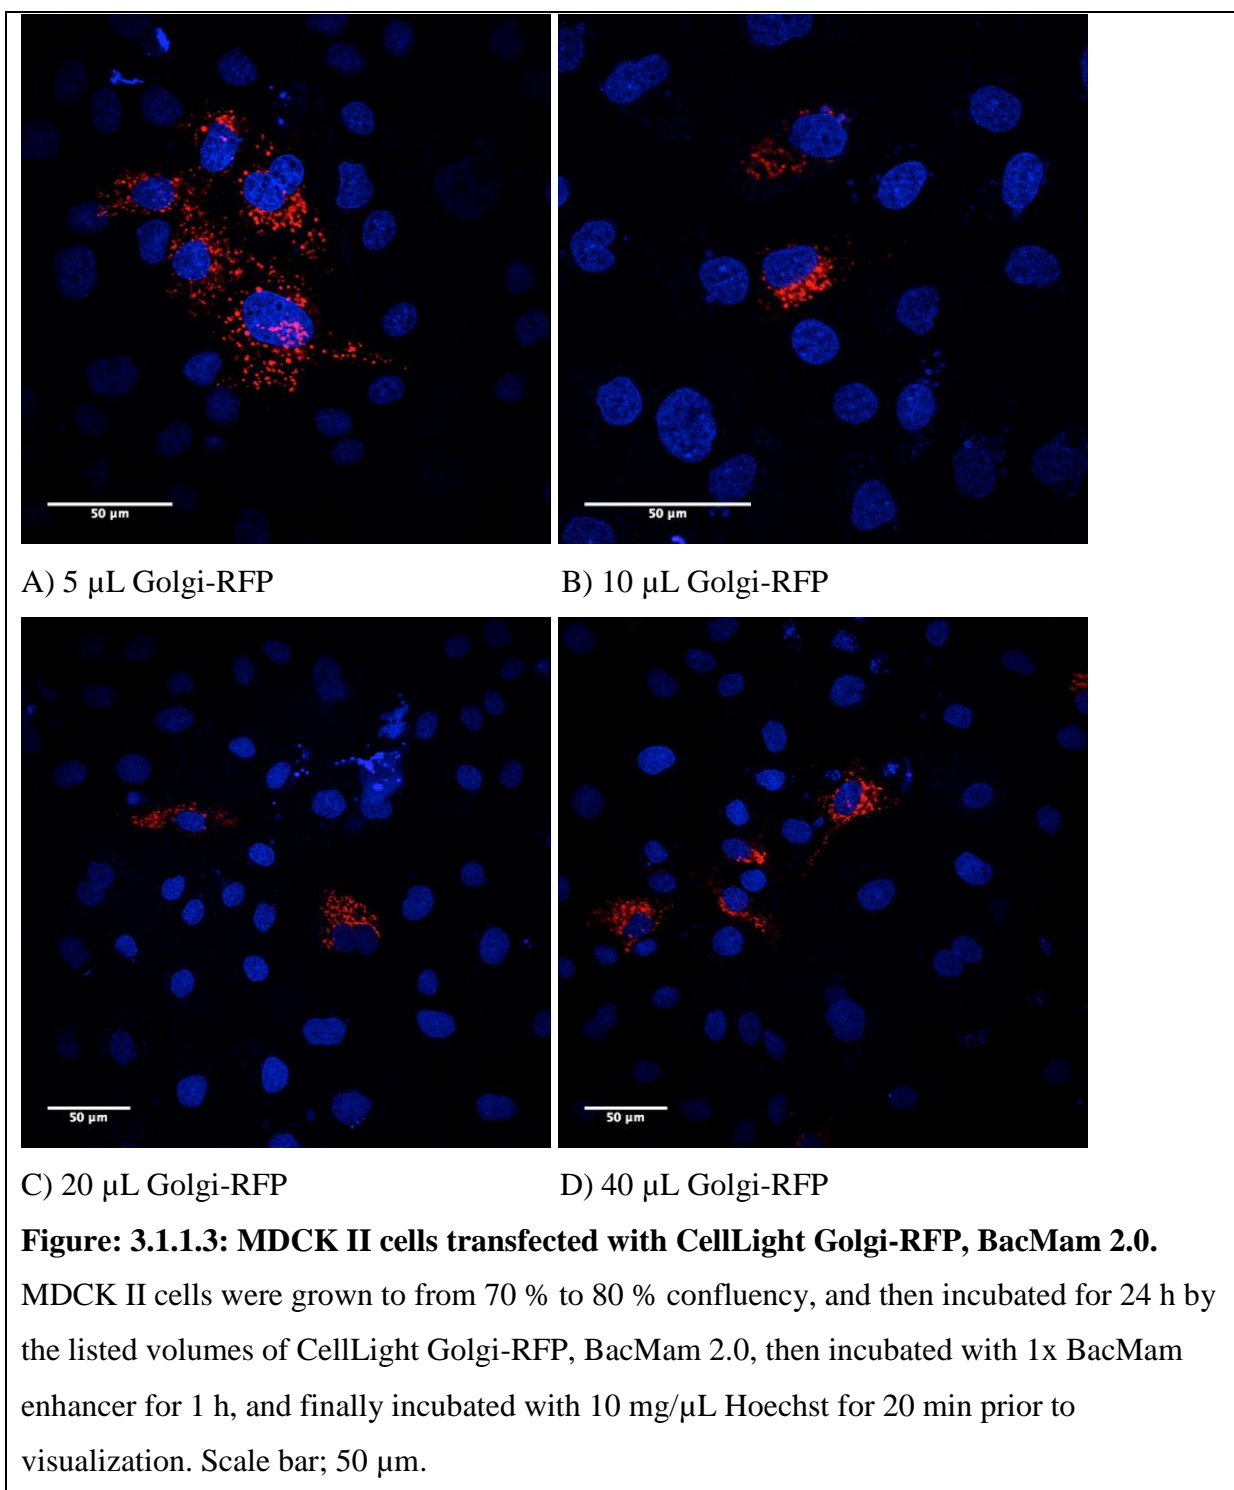 50 µm
50 µm
A) 5 µL Golgi-RFP
B) 10 µL Golgi-RFP
50 µm
50 µm
C) 20 µL Golgi-RFP
D) 40 µL Golgi-RFP
Figure: 3.1.1.3: MDCK II cells transfected with CellLight Golgi-RFP, BacMam 2.0.
MDCK II cells were grown to from 70 % to 80 % confluency, and then incubated for 24 h by
the listed volumes of CellLight Golgi-RFP, BacMam 2.0, then incubated with 1x BacMam
enhancer for 1 h, and finally incubated with 10 mg/µL Hoechst for 20 min prior to
visualization. Scale bar; 50 µm.